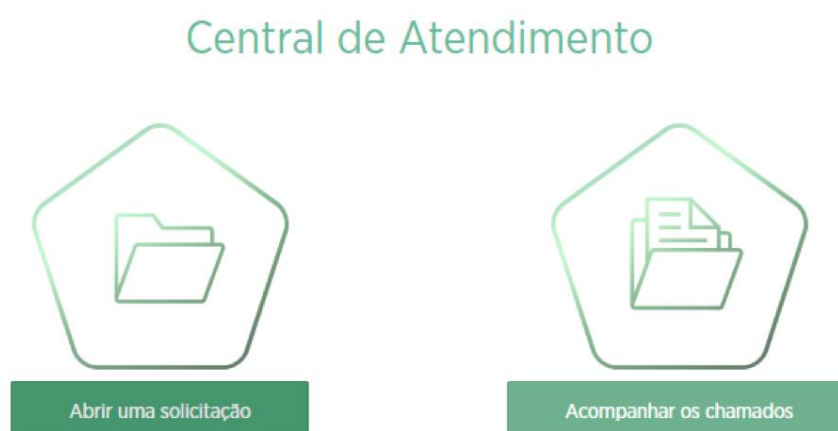 Central de Atendimento
Abrir uma solicitação
Acompanhar os chamados